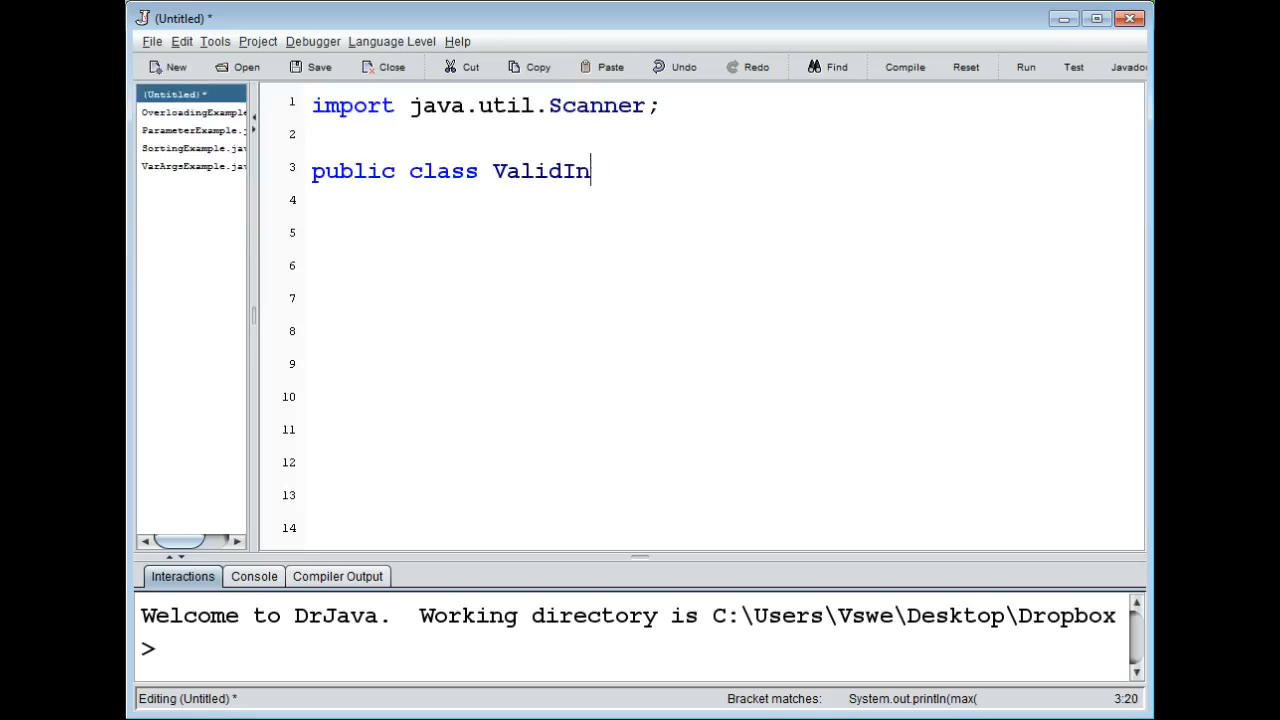 (Untitled) *
File Edit Tools Project Debugger Language Level Help
New Open Save Close Cut Copy Paste Undo Redo Find Compile Reset Run Test Javadoc
(Untitled) *
OverloadingExample
ParameterExample.j
SortingExample.jav
VarArgsExample.jav
1 import java.util.Scanner;
2
3 public class ValidIn
4
5
6
7
8
9
10
11
12
13
14
Interactions Console Compiler Output
Welcome to DrJava. Working directory is C:\Users\Vswe\Desktop\Dropbox
>
Editing (Untitled) * Bracket matches: System.out.println(max( 3:20